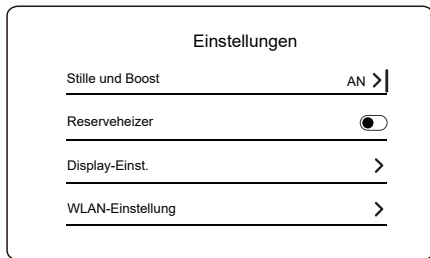 Einstellungen
Stille und Boost AN
Reserveheizer
Display-Einst.
WLAN-Einstellung